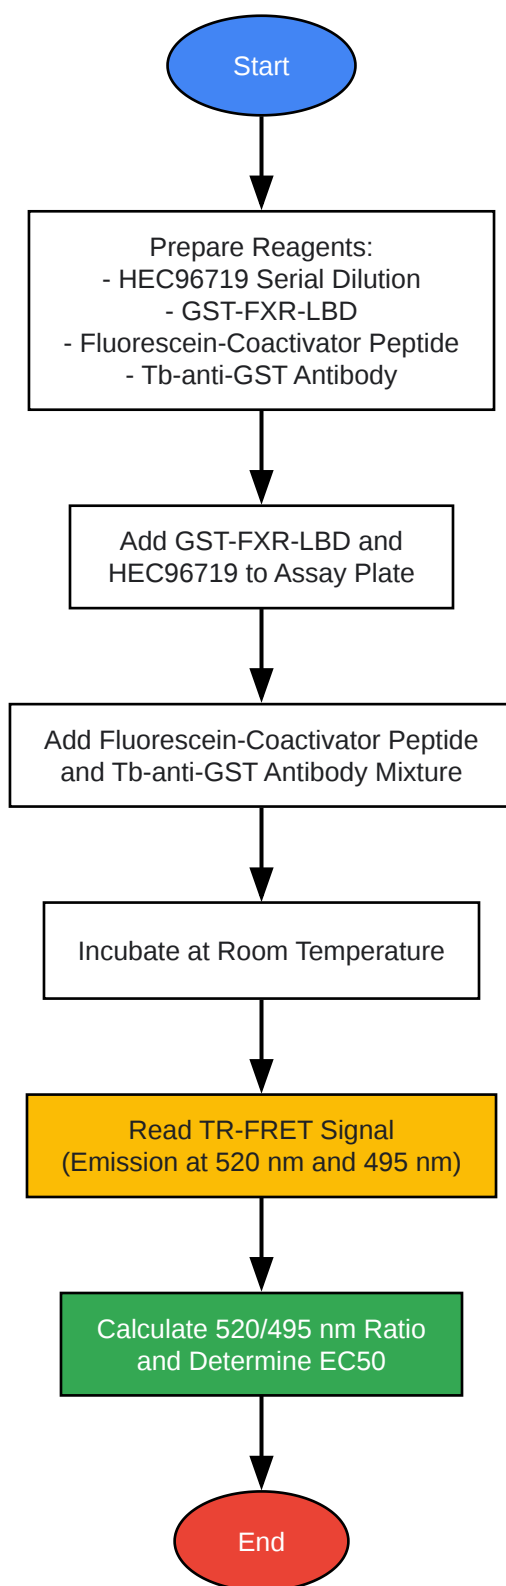 Start
Prepare Reagents:
- HEC96719 Serial Dilution
- GST-FXR-LBD
- Fluorescein-Coactivator Peptide
- Tb-anti-GST Antibody
Add GST-FXR-LBD and
HEC96719 to Assay Plate
Add Fluorescein-Coactivator Peptide
and Tb-anti-GST Antibody Mixture
Incubate at Room Temperature
Read TR-FRET Signal
(Emission at 520 nm and 495 nm)
Calculate 520/495 nm Ratio
and Determine EC50
End